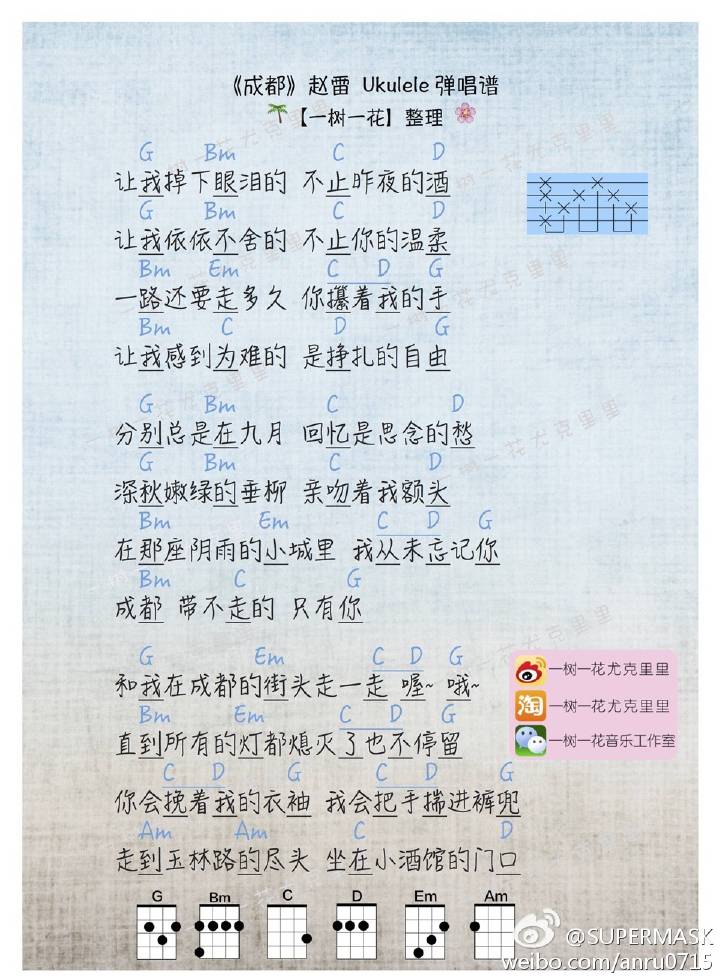 《成都》赵雷 Ukulele 弹唱谱
【一树一花】整理
G Bm C D
让我掉下眼泪的 不止昨夜的酒
G Bm C D
让我依依不舍的 不止你的温柔
Bm Em C D G
一路还要走多久 你攥着我的手
Bm C D G
让我感到为难的 是挣扎的自由
G Bm C D
分别总是在九月 回忆是思念的愁
G Bm C D
深秋嫩绿的垂柳 亲吻着我额头
Bm Em C D G
在那座阴雨的小城里 我从未忘记你
Bm C G
成都 带不走的 只有你
G Em C D G
和我在成都的街头走一走 喔~ 哦~
Bm Em C D G
直到所有的灯都熄灭了也不停留
C D G C D G
你会挽着我的衣袖 我会把手揣进裤兜
Am Am C D
走到玉林路的尽头 坐在小酒馆的门口
一树一花尤克里里
淘 一树一花尤克里里
一树一花音乐工作室
G Bm C D Em Am
@SUPERMASK
weibo.com/anru0715